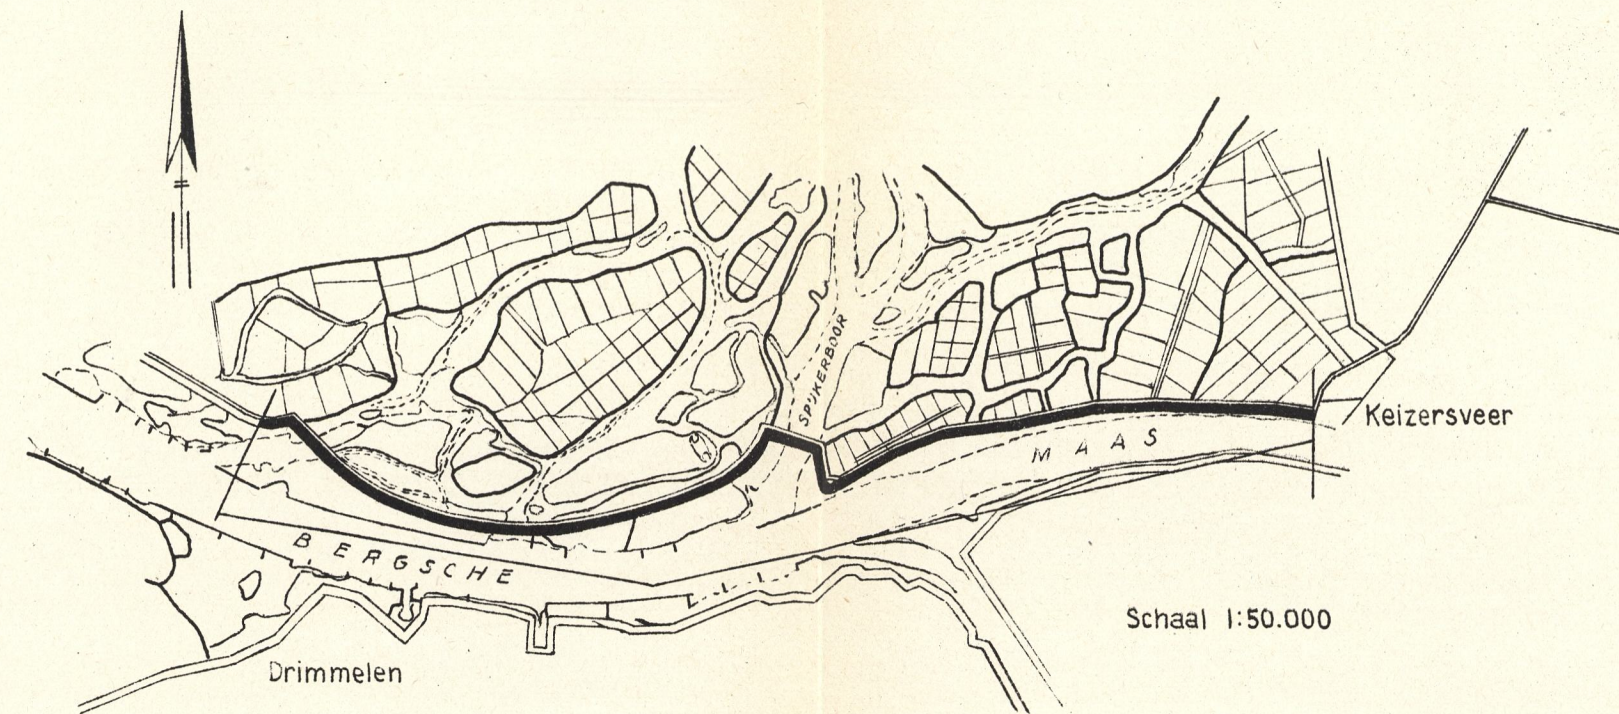 SPIJKERBOOR
Keizersveer
MAAS
BERGSCHE
Schaal 1:50.000
Drimmelen